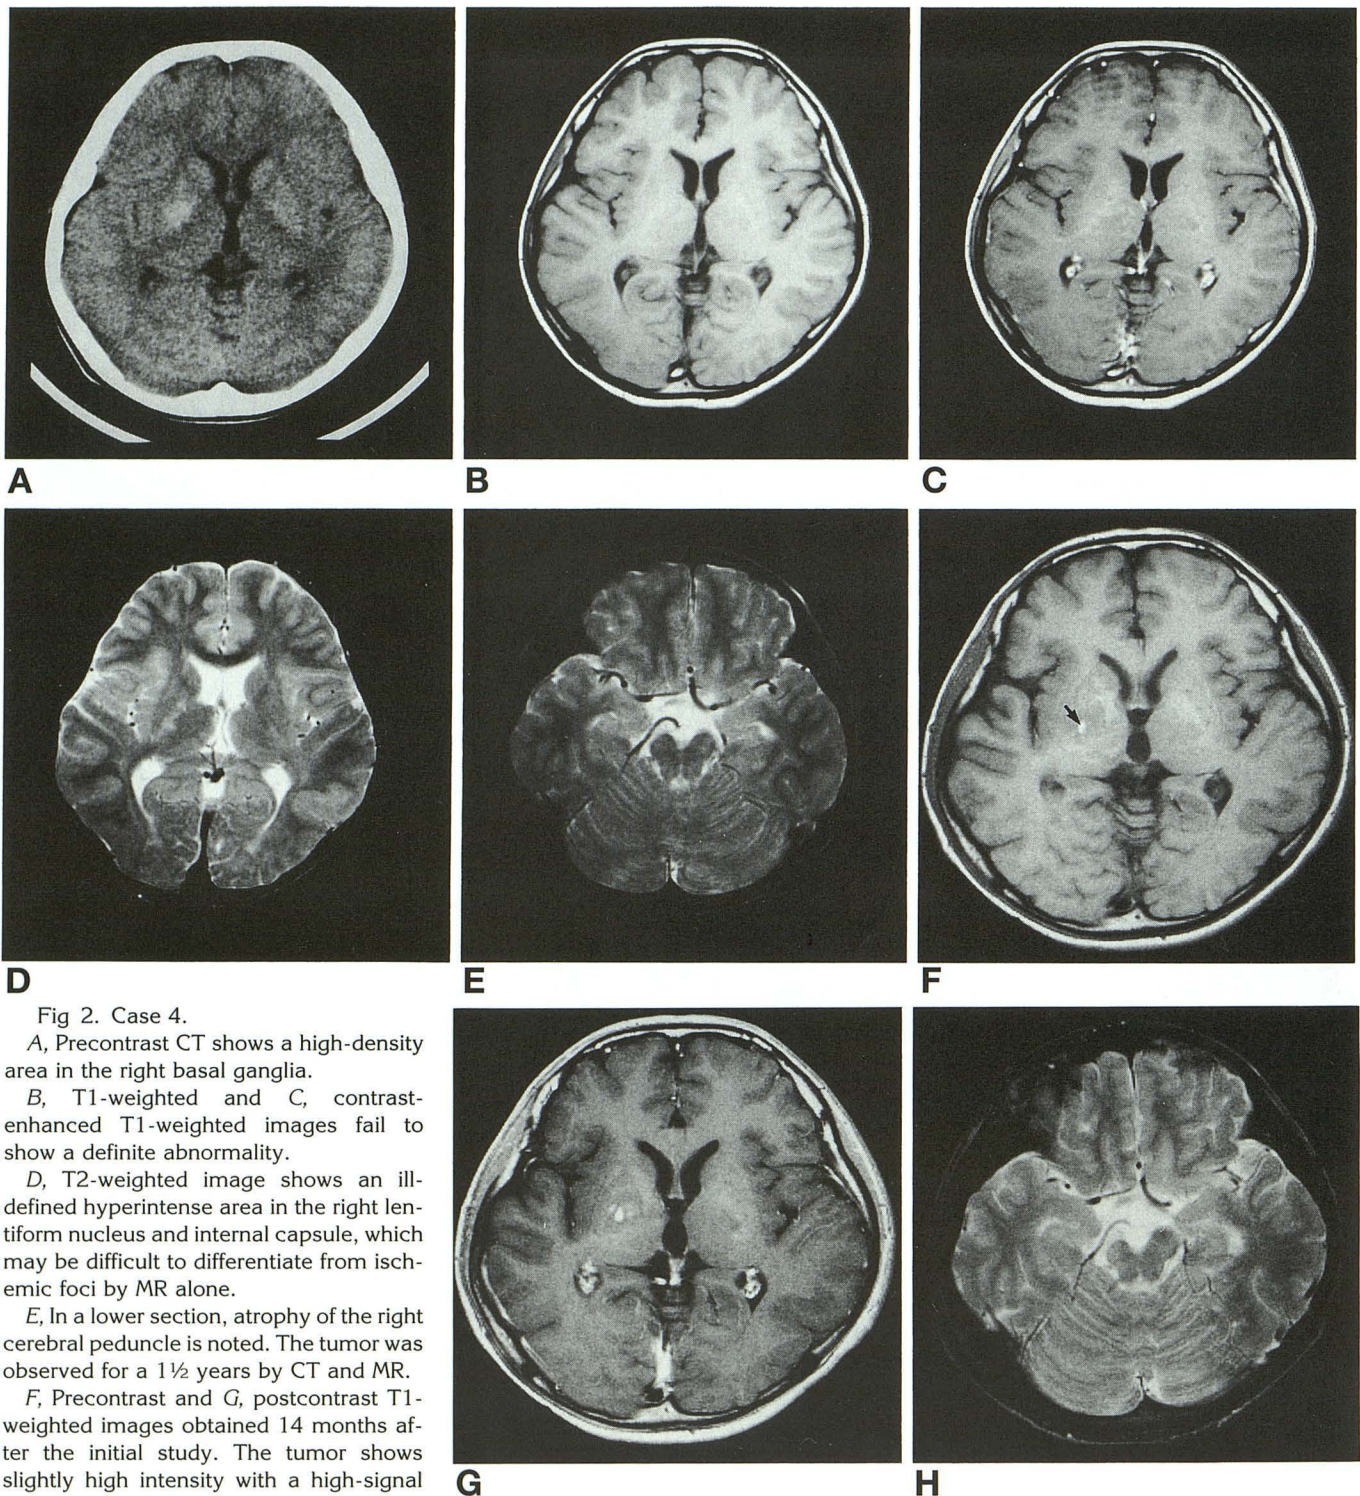 A
B
C
D
E
F
Fig 2. Case 4.
A, Precontrast CT shows a high-density
area in the right basal ganglia.
B, T1-weighted and C, contrast-
enhanced T1-weighted images fail to
show a definite abnormality.
D, T2-weighted image shows an ill-
defined hyperintense area in the right len-
tiform nucleus and internal capsule, which
may be difficult to differentiate from isch-
emic foci by MR alone.
E, In a lower section, atrophy of the right
cerebral peduncle is noted. The tumor was
observed for a 1½ years by CT and MR.
F, Precontrast and G, postcontrast T1-
weighted images obtained 14 months af-
ter the initial study. The tumor shows
slightly high intensity with a high-signal
G
H